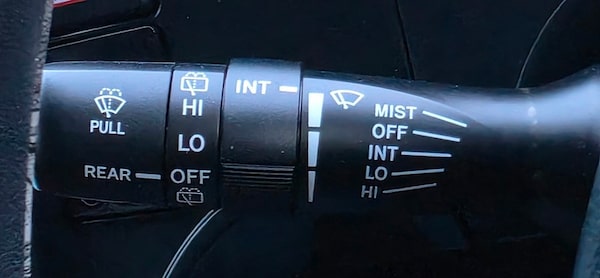 PULL
REAR
HI
LO
OFF
INT
MIST
OFF
INT
LO
HI